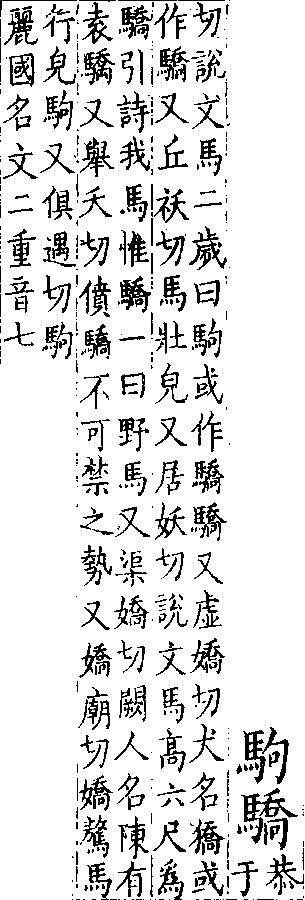 駒驕恭于
切說文馬二歲曰駒或作驕驕又虛嬌切犬名獢或
作驕又丘祅切馬壯皃又居妖切說文馬高六尺爲
驕引詩我馬惟驕一曰野馬又渠嬌切闕人名陳有
袁驕又舉夭切僨驕不可禁之勢又嬌廟切嬌驁馬
行皃駒又俱遇切駒
麗國名文二重音七